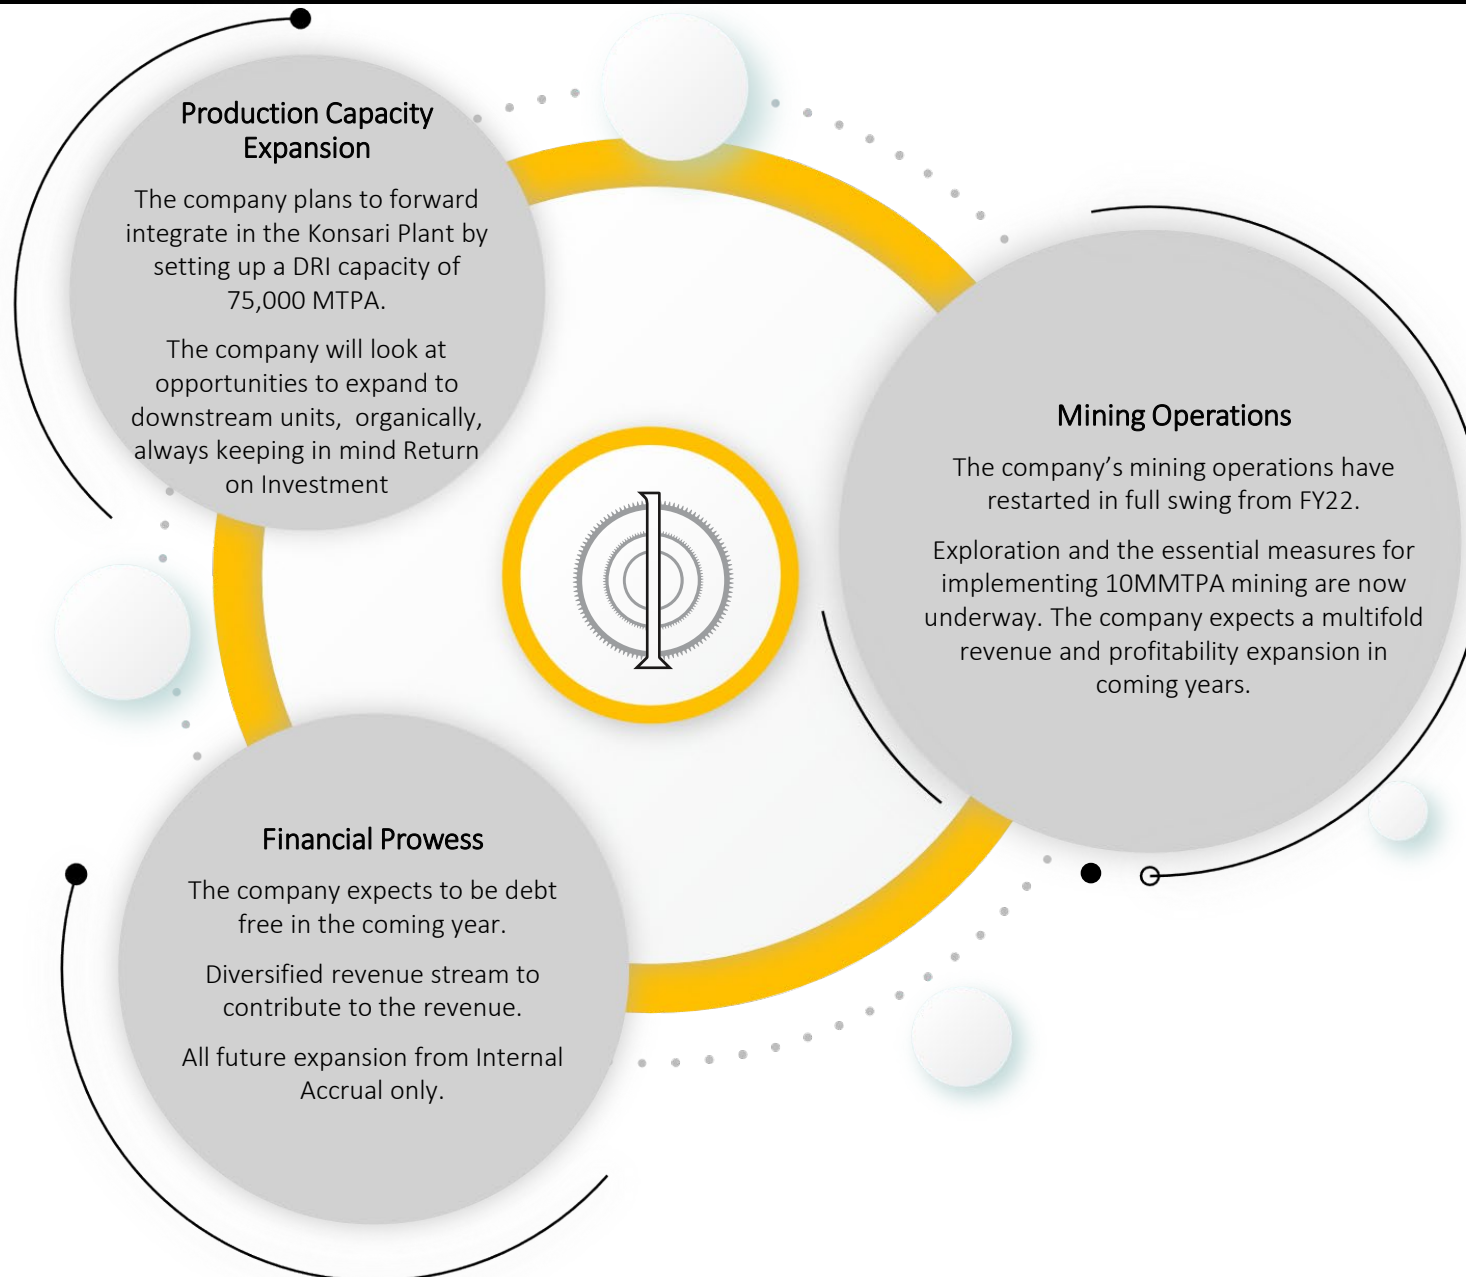 Production Capacity
Expansion
The company plans to forward
integrate in the Konsari Plant by
setting up a DRI capacity of
75,000 MTPA.
The company will look at
opportunities to expand to
downstream units, organically,
always keeping in mind Return
on Investment
Mining Operations
The company’s mining operations have
restarted in full swing from FY22.
Exploration and the essential measures for
implementing 10MMTPA mining are now
underway. The company expects a multifold
revenue and profitability expansion in
coming years.
Financial Prowess
The company expects to be debt
free in the coming year.
Diversified revenue stream to
contribute to the revenue.
All future expansion from Internal
Accrual only.